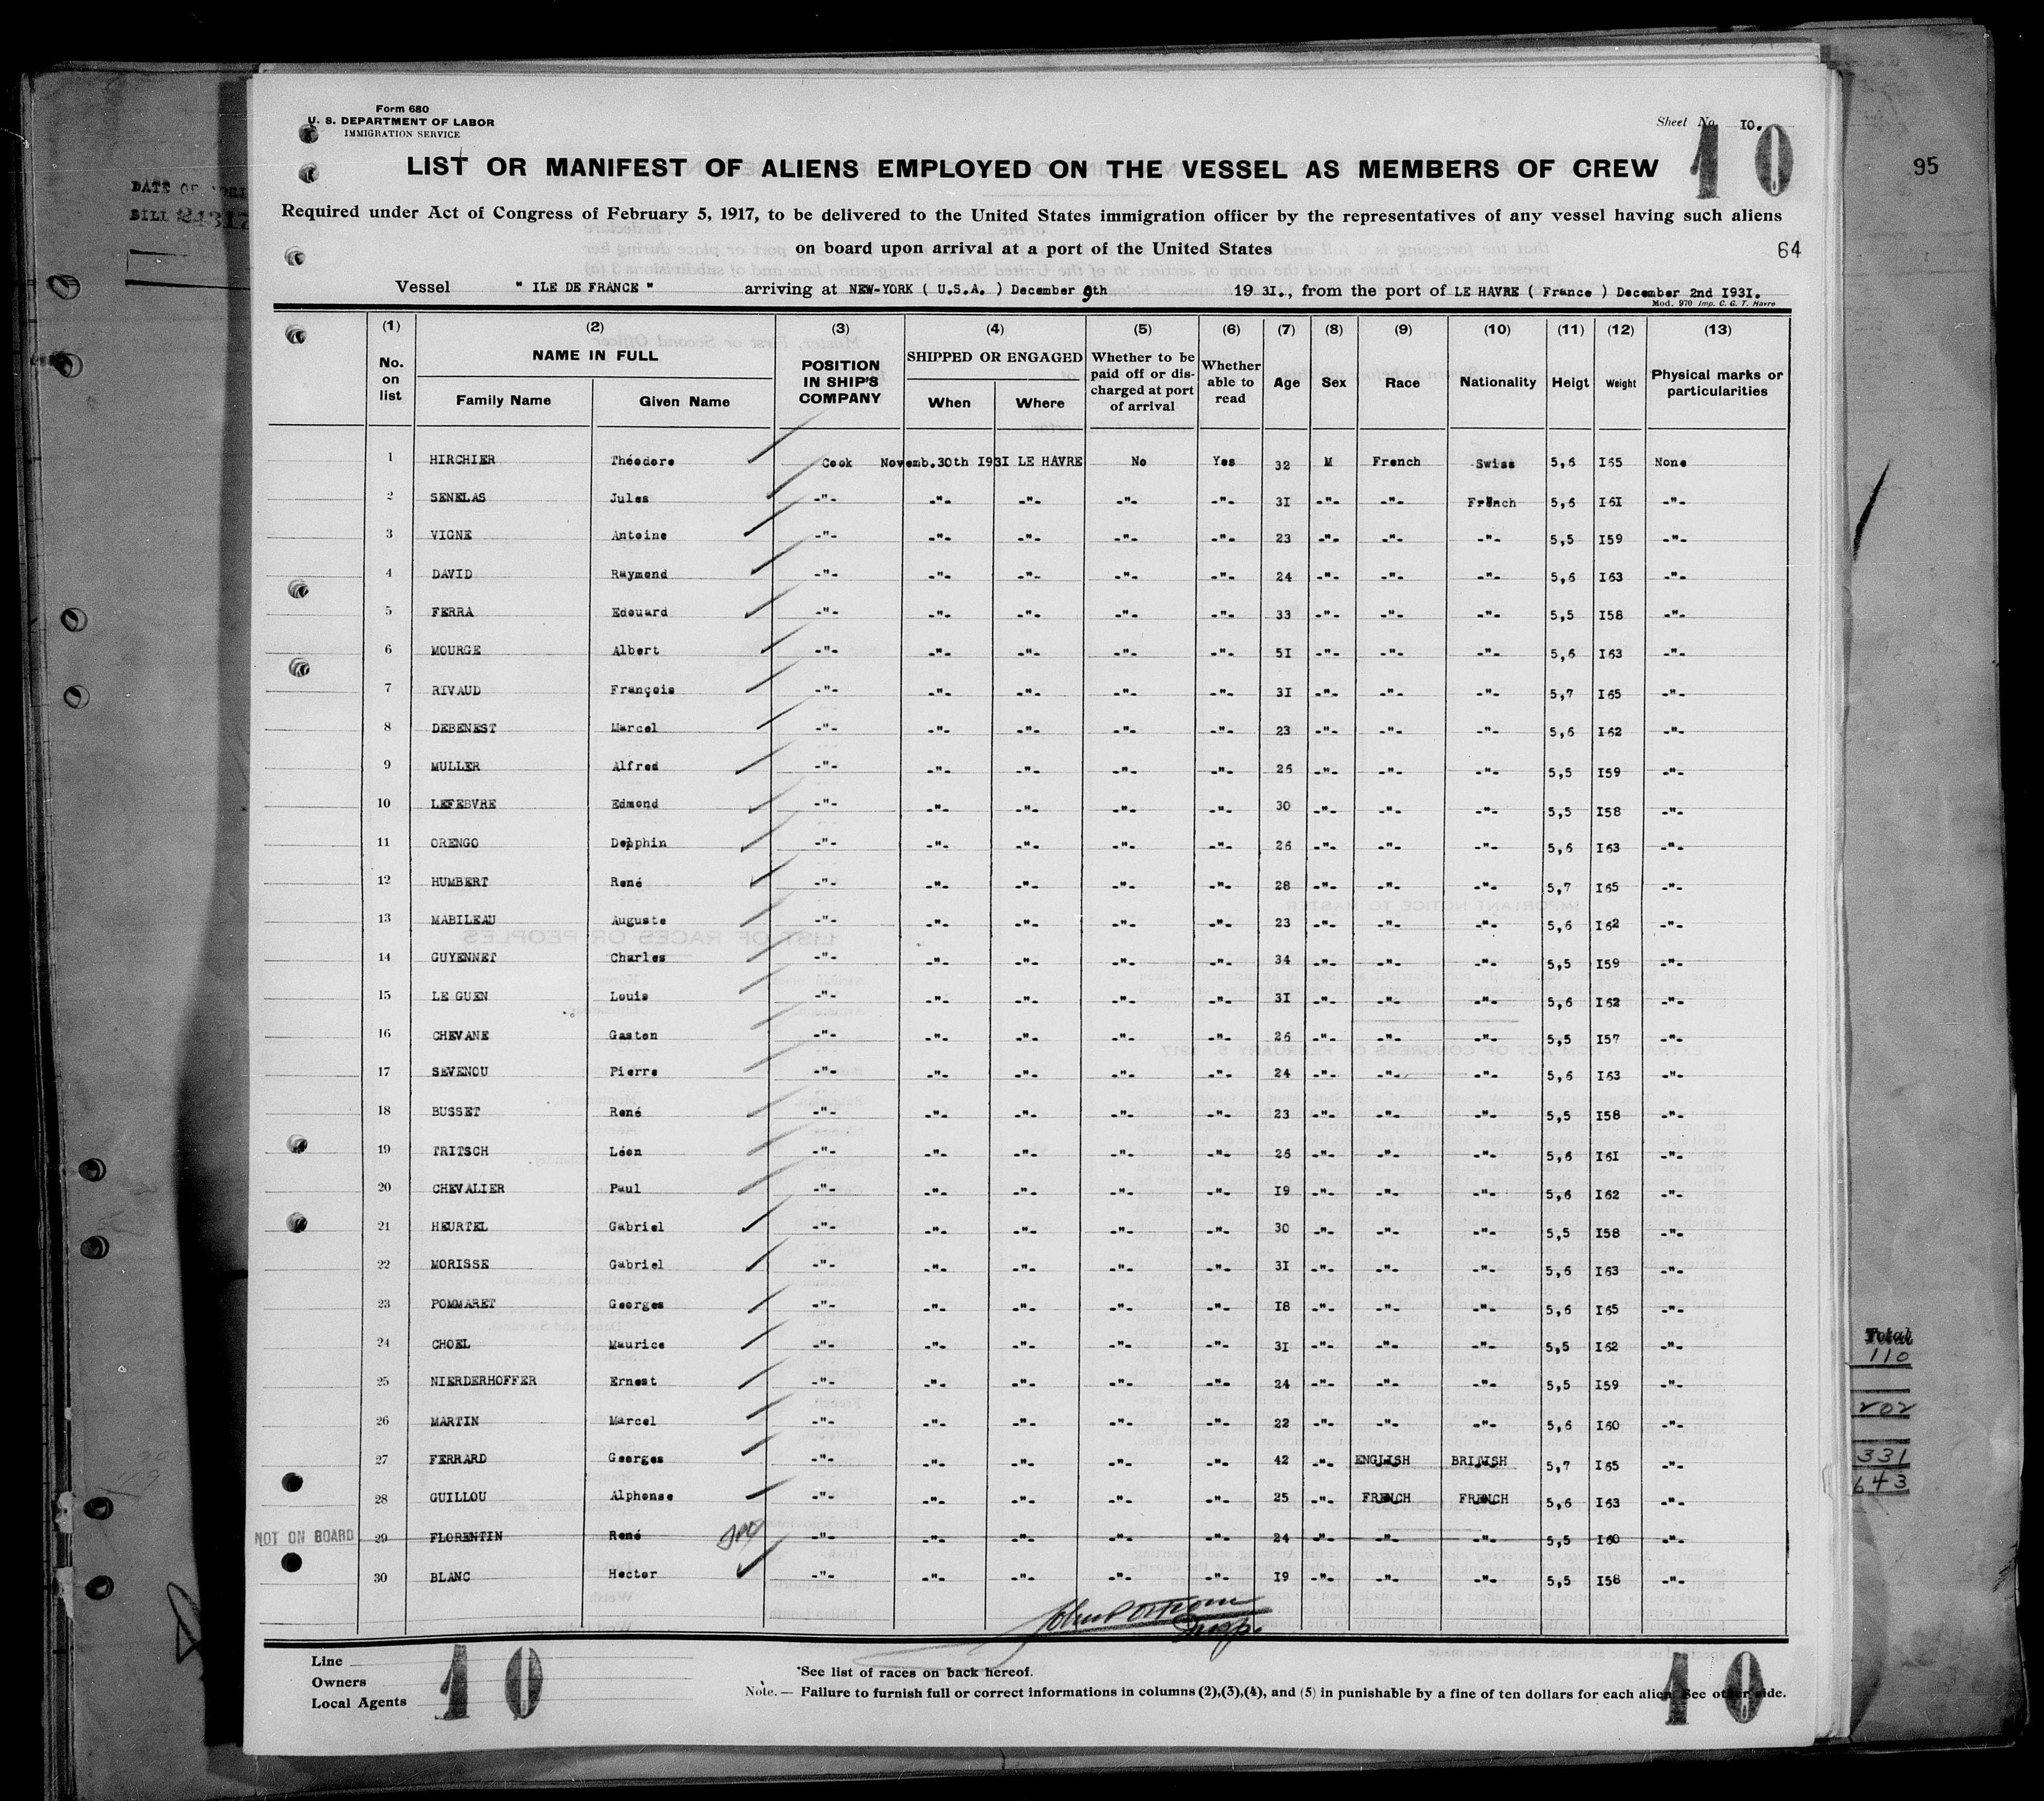 Form 680
U. S. DEPARTMENT OF LABOR
IMMIGRATION SERVICE
Sheet No. 10.
10
LIST OR MANIFEST OF ALIENS EMPLOYED ON THE VESSEL AS MEMBERS OF CREW
95
DATE OF
BILL 24317
Required under Act of Congress of February 5, 1917, to be delivered to the United States immigration officer by the representatives of any vessel having such aliens
on board upon arrival at a port of the United States
64
Vessel " ILE DE FRANCE " arriving at NEW-YORK ( U.S.A. ) December 9th 19 31., from the port of LE HAVRE ( France ) December 2nd 1931.
Mod. 970 Imp. C. G. T. Havre
(1) (2) (3) (4) (5) (6) (7) (8) (9) (10) (11) (12) (13)
No. on list NAME IN FULL Family Name Given Name POSITION IN SHIP'S COMPANY SHIPPED OR ENGAGED When Where Whether to be paid off or discharged at port of arrival Whether able to read Age Sex Race Nationality Heigt Weight Physical marks or particularities
1 HIRCHIER Théodore Cook Novemb.30th 1931 LE HAVRE No Yes 32 M French Swiss 5,6 165 None
2 SENELAS Jules -"- -"- -"- -"- -"- 31 -"- -"- French 5,6 161 -"-
3 VIGNE Antoine -"- -"- -"- -"- -"- 23 -"- -"- -"- 5,5 159 -"-
4 DAVID Raymond -"- -"- -"- -"- -"- 24 -"- -"- -"- 5,6 163 -"-
5 FERRA Edouard -"- -"- -"- -"- -"- 33 -"- -"- -"- 5,5 158 -"-
6 MOURGE Albert -"- -"- -"- -"- -"- 51 -"- -"- -"- 5,6 163 -"-
7 RIVAUD François -"- -"- -"- -"- -"- 31 -"- -"- -"- 5,7 165 -"-
8 DEBENEST Marcel -"- -"- -"- -"- -"- 23 -"- -"- -"- 5,6 162 -"-
9 MULLER Alfred -"- -"- -"- -"- -"- 25 -"- -"- -"- 5,5 159 -"-
10 LEFEBVRE Edmond -"- -"- -"- -"- -"- 30 -"- -"- -"- 5,5 158 -"-
11 ORENGO Delphin -"- -"- -"- -"- -"- 26 -"- -"- -"- 5,6 163 -"-
12 HUMBERT René -"- -"- -"- -"- -"- 28 -"- -"- -"- 5,7 165 -"-
13 MABILEAU Auguste -"- -"- -"- -"- -"- 23 -"- -"- -"- 5,6 162 -"-
14 GUYENNET Charles -"- -"- -"- -"- -"- 34 -"- -"- -"- 5,5 159 -"-
15 LE GUEN Louis -"- -"- -"- -"- -"- 31 -"- -"- -"- 5,6 162 -"-
16 CHEVANE Gaston -"- -"- -"- -"- -"- 26 -"- -"- -"- 5,5 157 -"-
17 SEVENOU Pierre -"- -"- -"- -"- -"- 24 -"- -"- -"- 5,6 163 -"-
18 BUSSET René -"- -"- -"- -"- -"- 23 -"- -"- -"- 5,5 158 -"-
19 TRITSCH Léon -"- -"- -"- -"- -"- 26 -"- -"- -"- 5,6 161 -"-
20 CHEVALIER Paul -"- -"- -"- -"- -"- 19 -"- -"- -"- 5,6 162 -"-
21 HEURTEL Gabriel -"- -"- -"- -"- -"- 30 -"- -"- -"- 5,5 158 -"-
22 MORISSE Gabriel -"- -"- -"- -"- -"- 31 -"- -"- -"- 5,6 163 -"-
23 POMMARET Georges -"- -"- -"- -"- -"- 18 -"- -"- -"- 5,6 165 -"-
24 CHOEL Maurice -"- -"- -"- -"- -"- 31 -"- -"- -"- 5,5 162 -"-
25 NIERDERHOFFER Ernest -"- -"- -"- -"- -"- 24 -"- -"- -"- 5,5 159 -"-
26 MARTIN Marcel -"- -"- -"- -"- -"- 22 -"- -"- -"- 5,6 160 -"-
27 FERRARD Georges -"- -"- -"- -"- -"- 42 -"- ENGLISH BRITISH 5,7 165 -"-
28 GUILLOU Alphonse -"- -"- -"- -"- -"- 25 -"- FRENCH FRENCH 5,6 163 -"-
NOT ON BOARD 29 FLORENTIN René -"- -"- -"- -"- -"- 24 -"- -"- -"- 5,5 160 -"-
30 BLANC Hector -"- -"- -"- -"- -"- 19 -"- -"- -"- 5,5 158 -"-
Total
110
202
331
643
Line
Owners
Local Agents
10
*See list of races on back hereof.
Note. — Failure to furnish full or correct informations in columns (2),(3),(4), and (5) in punishable by a fine of ten dollars for each alien. See other side.
10